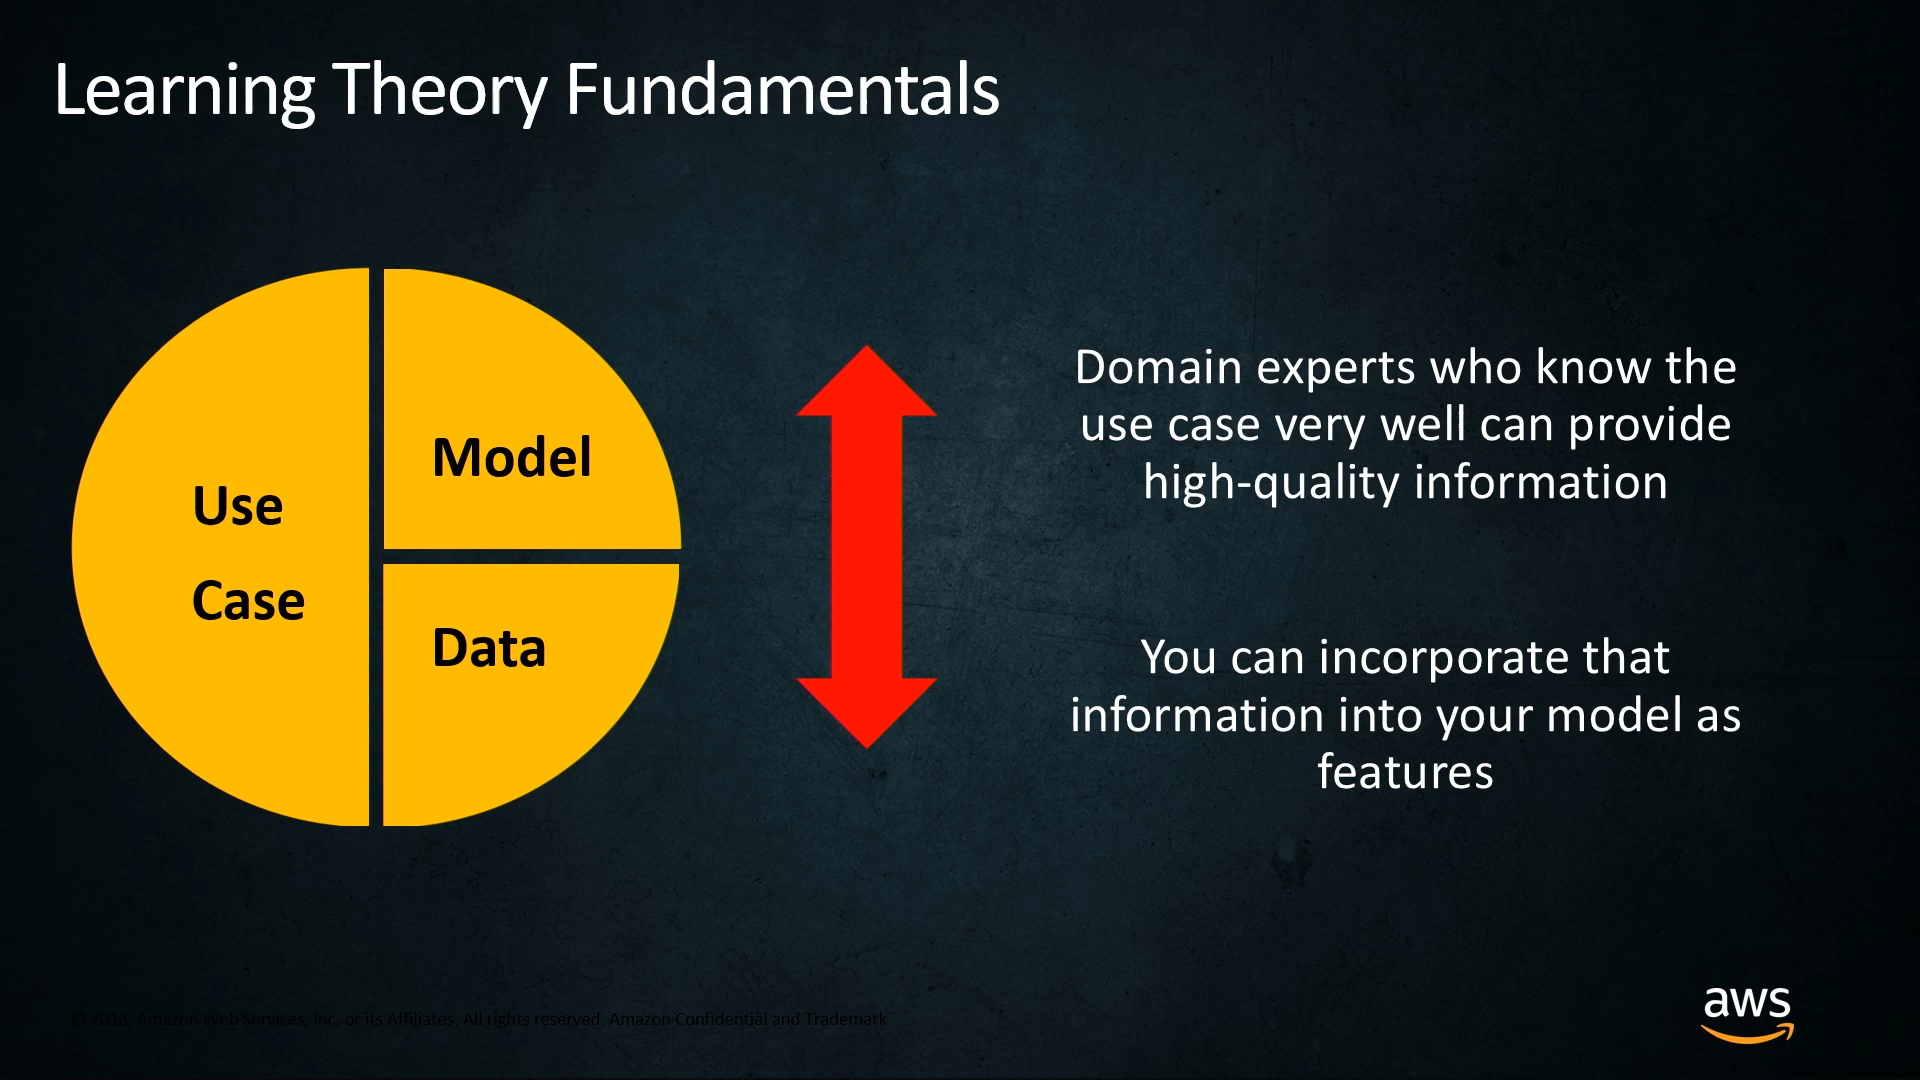 Learning Theory Fundamentals
Use
Case
Model
Data
Domain experts who know the
use case very well can provide
high-quality information
You can incorporate that
information into your model as
features
© 2018, Amazon Web Services, Inc. or its Affiliates. All rights reserved. Amazon Confidential and Trademark
aws